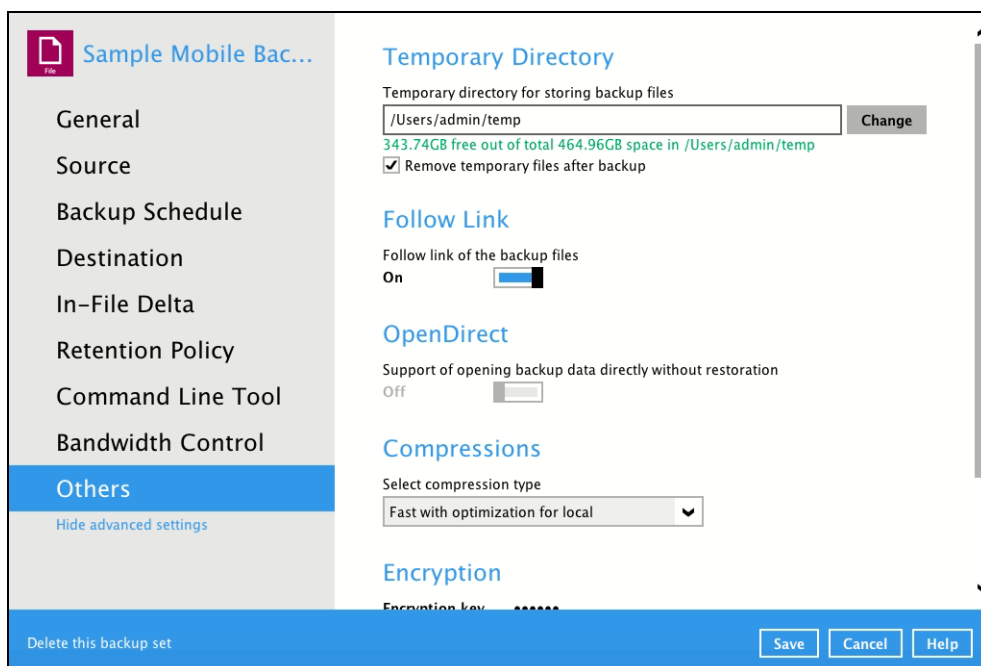 File
Sample Mobile Bac...
General
Source
Backup Schedule
Destination
In-File Delta
Retention Policy
Command Line Tool
Bandwidth Control
Others
Hide advanced settings
Temporary Directory
Temporary directory for storing backup files
/Users/admin/temp
Change
343.74GB free out of total 464.96GB space in /Users/admin/temp
Remove temporary files after backup
Follow Link
Follow link of the backup files
On
OpenDirect
Support of opening backup data directly without restoration
Off
Compressions
Select compression type
Fast with optimization for local
Encryption
Encryption key ••••••
Delete this backup set
Save Cancel Help